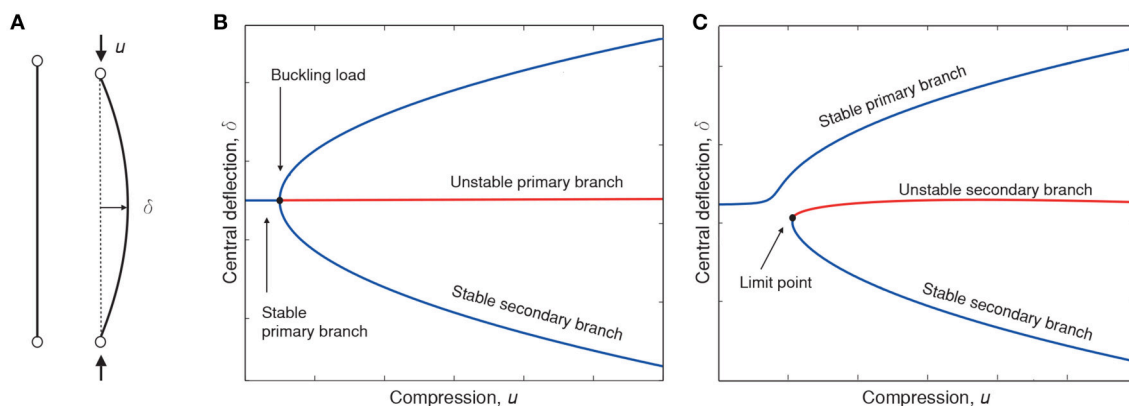 A
u
δ
B
Buckling load
Unstable primary branch
Stable
primary branch
Stable secondary branch
Central deflection, δ
Compression, u
C
Stable primary branch
Unstable secondary branch
Limit point
Stable secondary branch
Central deflection, δ
Compression, u